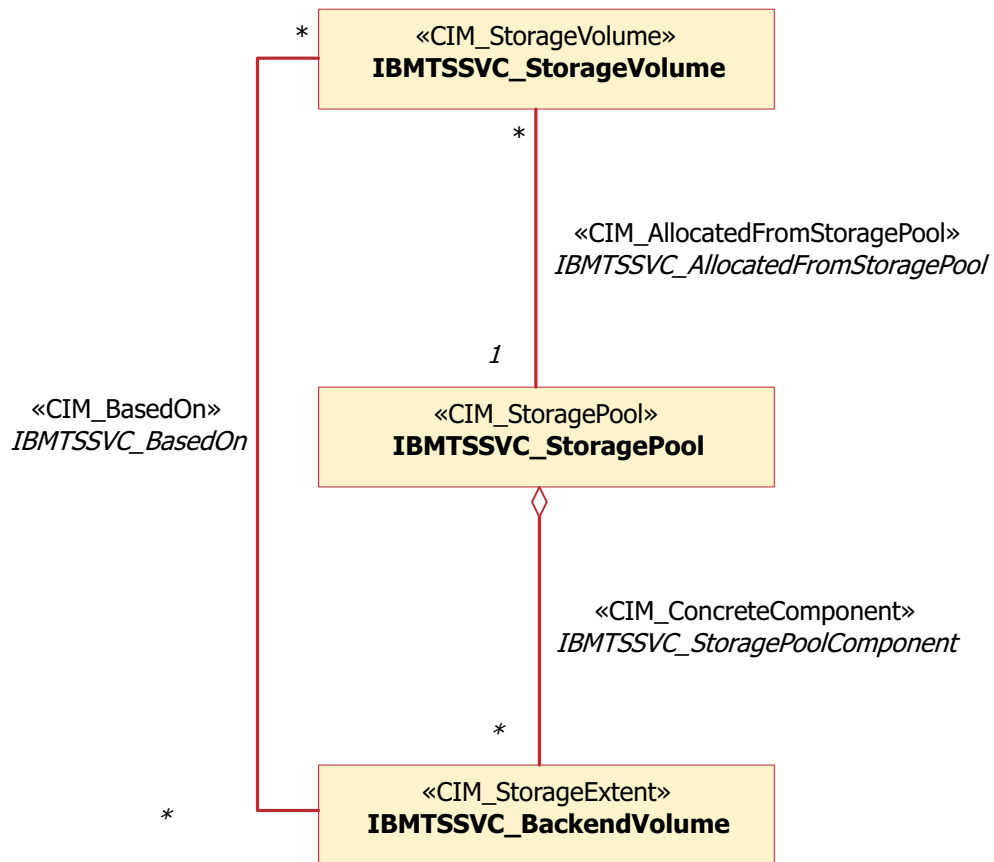 *
«CIM_StorageVolume»
IBMTSSVC_StorageVolume
*
«CIM_AllocatedFromStoragePool»
IBMTSSVC_AllocatedFromStoragePool
1
«CIM_BasedOn»
IBMTSSVC_BasedOn
«CIM_StoragePool»
IBMTSSVC_StoragePool
«CIM_ConcreteComponent»
IBMTSSVC_StoragePoolComponent
*
*
«CIM_StorageExtent»
IBMTSSVC_BackendVolume